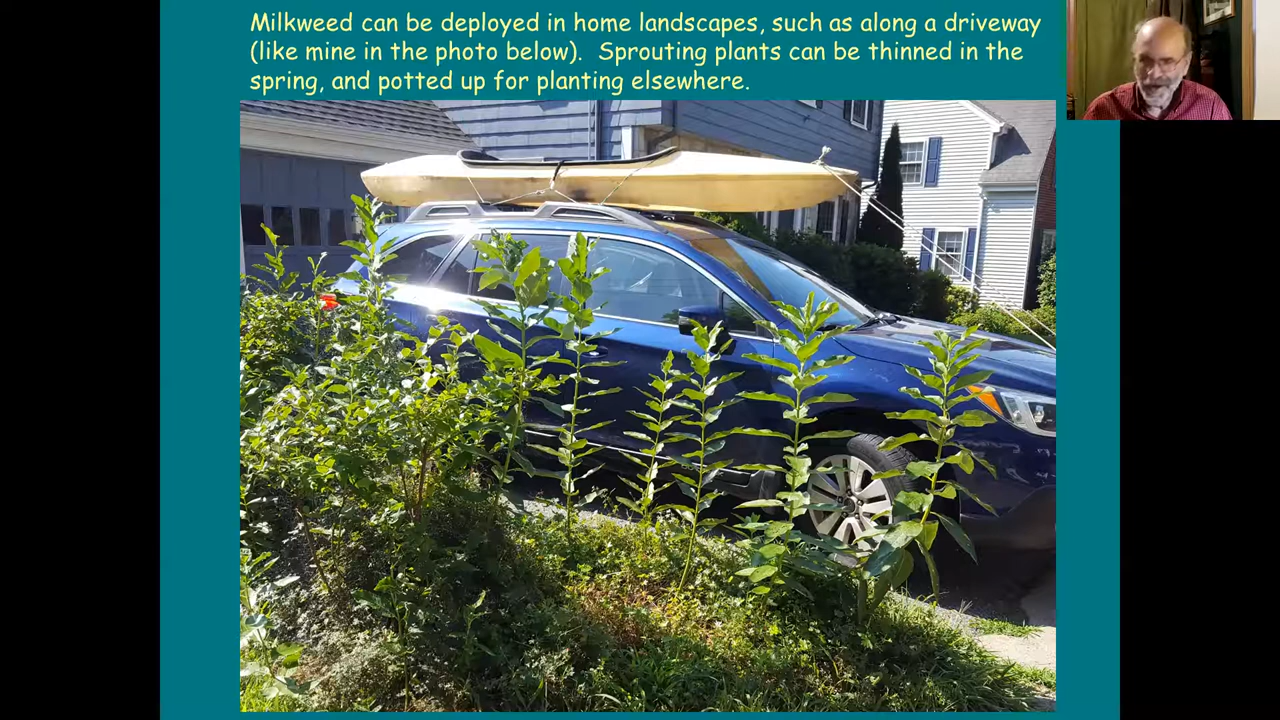 Milkweed can be deployed in home landscapes, such as along a driveway
(like mine in the photo below).  Sprouting plants can be thinned in the
spring, and potted up for planting elsewhere.